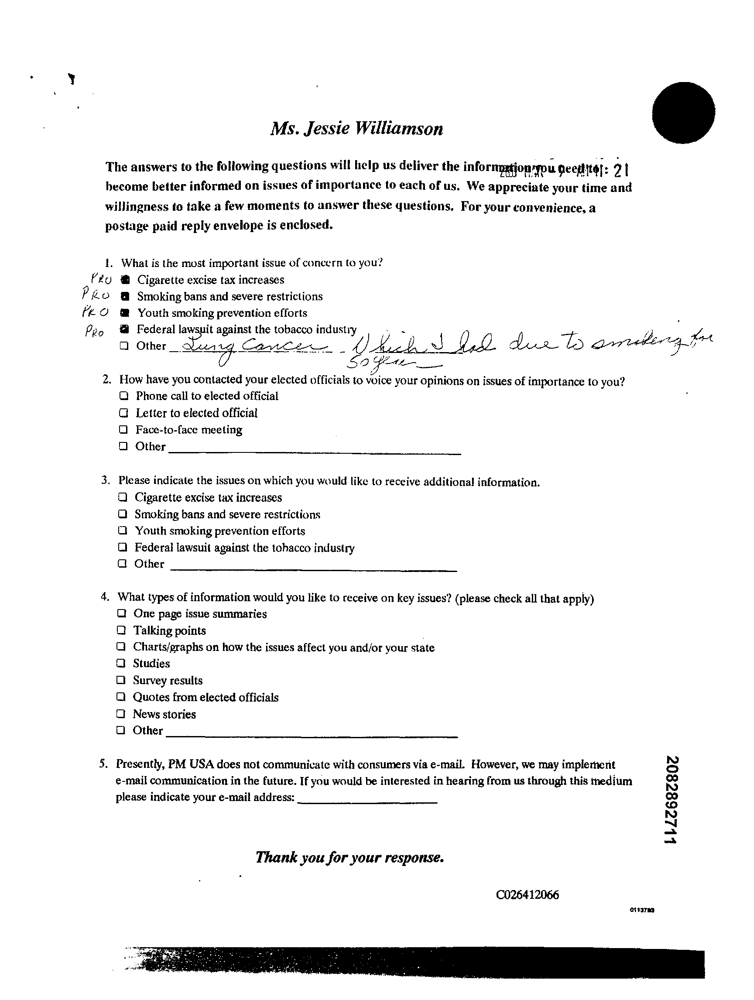 Ms. Jessie Williamson
The answers to the following questions will help us deliver the information you need to
become better informed on issues of importance to each of us. We appreciate your time and
willingness to take a few moments to answer these questions. For your convenience, a
postage paid reply envelope is enclosed.
1. What is the most important issue of concern to you?
PRO Cigarette excise tax increases
PRO Smoking bans and severe restrictions
PRO Youth smoking prevention efforts
PRO Federal lawsuit against the tobacco industry
Other Lung Cancer - Which I had due to smoking for
50 years
2. How have you contacted your elected officials to voice your opinions on issues of importance to you?
Phone call to elected official
Letter to elected official
Face-to-face meeting
Other
3. Please indicate the issues on which you would like to receive additional information.
Cigarette excise tax increases
Smoking bans and severe restrictions
Youth smoking prevention efforts
Federal lawsuit against the tobacco industry
Other
4. What types of information would you like to receive on key issues? (please check all that apply)
One page issue summaries
Talking points
Charts/graphs on how the issues affect you and/or your state
Studies
Survey results
Quotes from elected officials
News stories
Other
5. Presently, PM USA does not communicate with consumers via e-mail. However, we may implement
e-mail communication in the future. If you would be interested in hearing from us through this medium
please indicate your e-mail address:
2082892711
Thank you for your response.
C026412066
0113783